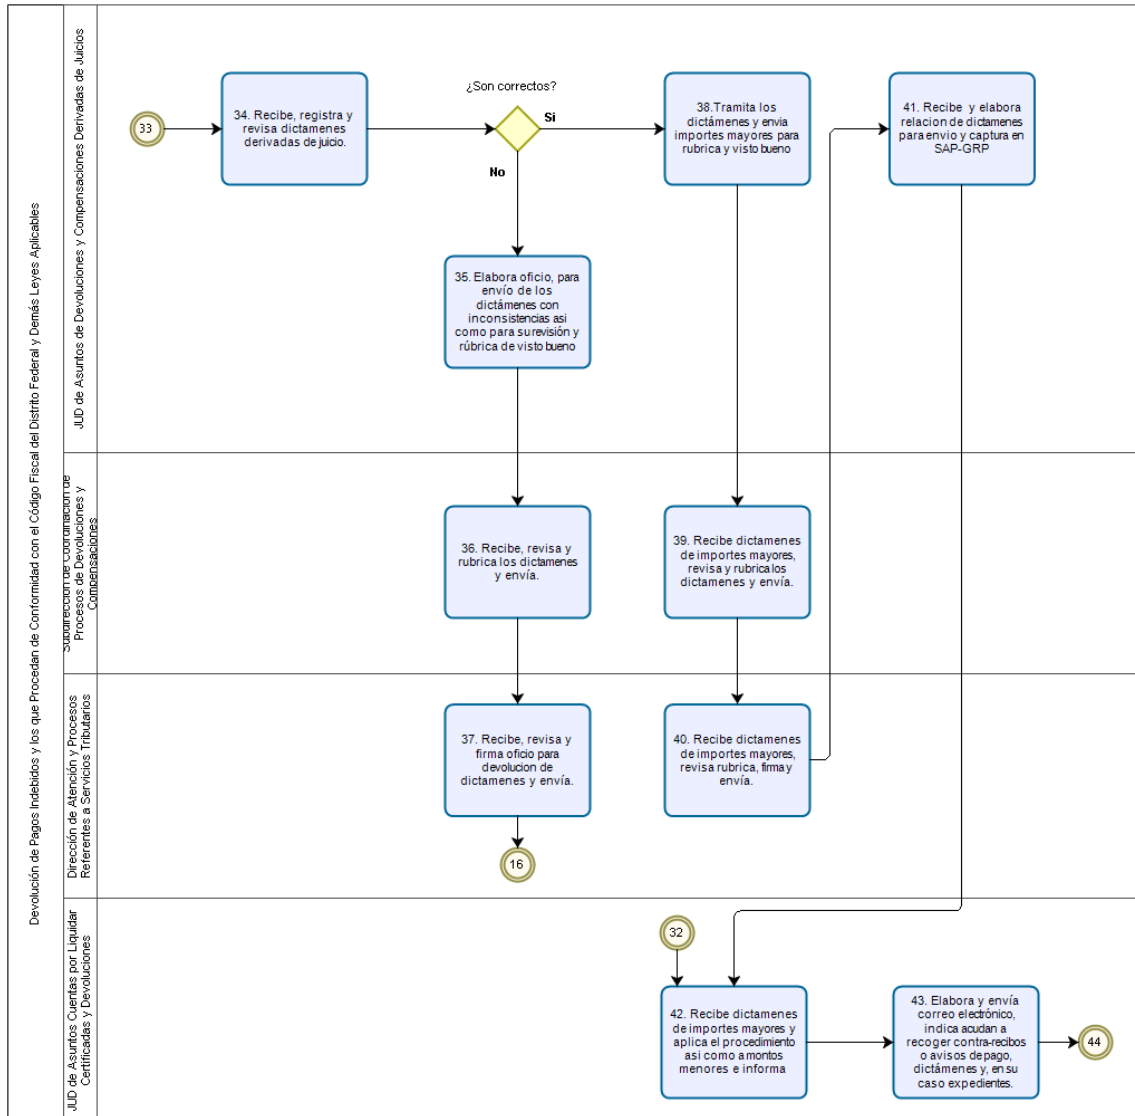 Devolución de Pagos Indebidos y los que Procedan de Conformidad con el Código Fiscal del Distrito Federal y Demás Leyes Aplicables
JUD de Asuntos de Devoluciones y Compensaciones Derivadas de Juicios
33
34. Recibe, registra y
revisa dictamenes
derivadas de juicio.
¿Son correctos?
Si
No
38.Tramita los
dictámenes y envia
importes mayores para
rubrica y visto bueno
41. Recibe y elabora
relacion de dictamenes
para envio y captura en
SAP-GRP
35. Elabora oficio, para
envío de los
dictámenes con
inconsistencias asi
como para su revisión y
rúbrica de visto bueno
Subdirección de Coordinación de
Procesos de Devoluciones y
Compensaciones
36. Recibe, revisa y
rubrica los dictamenes
y envía.
39. Recibe dictamenes
de importes mayores,
revisa y rubrica los
dictamenes y envía.
Dirección de Atención y Procesos
Referentes a Servicios Tributarios
37. Recibe, revisa y
firma oficio para
devolucion de
dictamenes y envía.
40. Recibe dictamenes
de importes mayores,
revisa rubrica, firma y
envía.
16
JUD de Asuntos Cuentas por Liquidar
Certificadas y Devoluciones
32
42. Recibe dictamenes
de importes mayores y
aplica el procedimiento
asi como a montos
menores e informa
43. Elabora y envía
correo electrónico,
indica acudan a
recoger contra-recibos
o avisos de pago,
dictámenes y, en su
caso expedientes.
44